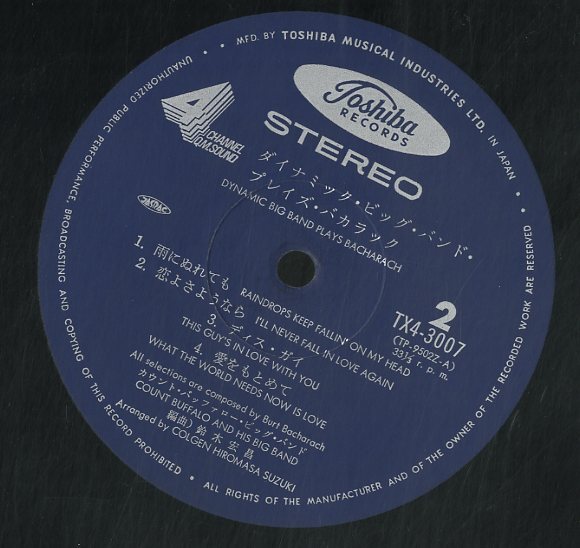 MFD. BY TOSHIBA MUSICAL INDUSTRIES LTD. IN JAPAN • ALL RIGHTS OF THE MANUFACTURER AND OF THE OWNER OF THE RECORDED WORK ARE RESERVED
UNAUTHORIZED PUBLIC PERFORMANCE, BROADCASTING AND COPYING OF THIS RECORD PROHIBITED •
Toshiba
RECORDS
4
CHANNEL
Q.M.SOUND
STEREO
ダイナミック・ビッグ・バンド・
プレイズ・バカラック
DYNAMIC BIG BAND PLAYS BACHARACH
2
TX4-3007
(TP-9502Z-A)
33⅓ r. p. m.
1. 雨にぬれても
RAINDROPS KEEP FALLIN' ON MY HEAD
2. 恋よさようなら
I'LL NEVER FALL IN LOVE AGAIN
3. ディス・ガイ
THIS GUY'S IN LOVE WITH YOU
4. 愛をもとめて
WHAT THE WORLD NEEDS NOW IS LOVE
All selections are composed by Burt Bacharach
カウント・バッファロー・ビッグ・バンド
COUNT BUFFALO AND HIS BIG BAND
編曲) 鈴木宏昌
Arranged by COLGEN HIROMASA SUZUKI